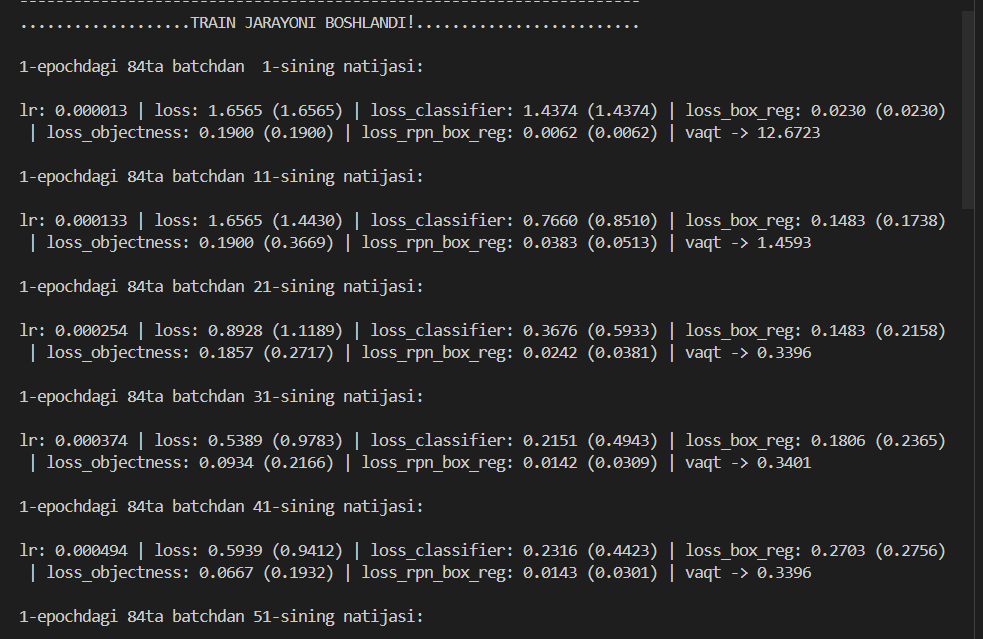 ...................TRAIN JARAYONI BOSHLANDI!.........................
1-epochdagi 84ta batchdan  1-sining natijasi:
lr: 0.000013 | loss: 1.6565 (1.6565) | loss_classifier: 1.4374 (1.4374) | loss_box_reg: 0.0230 (0.0230)
 | loss_objectness: 0.1900 (0.1900) | loss_rpn_box_reg: 0.0062 (0.0062) | vaqt -> 12.6723
1-epochdagi 84ta batchdan 11-sining natijasi:
lr: 0.000133 | loss: 1.6565 (1.4430) | loss_classifier: 0.7660 (0.8510) | loss_box_reg: 0.1483 (0.1738)
 | loss_objectness: 0.1900 (0.3669) | loss_rpn_box_reg: 0.0383 (0.0513) | vaqt -> 1.4593
1-epochdagi 84ta batchdan 21-sining natijasi:
lr: 0.000254 | loss: 0.8928 (1.1189) | loss_classifier: 0.3676 (0.5933) | loss_box_reg: 0.1483 (0.2158)
 | loss_objectness: 0.1857 (0.2717) | loss_rpn_box_reg: 0.0242 (0.0381) | vaqt -> 0.3396
1-epochdagi 84ta batchdan 31-sining natijasi:
lr: 0.000374 | loss: 0.5389 (0.9783) | loss_classifier: 0.2151 (0.4943) | loss_box_reg: 0.1806 (0.2365)
 | loss_objectness: 0.0934 (0.2166) | loss_rpn_box_reg: 0.0142 (0.0309) | vaqt -> 0.3401
1-epochdagi 84ta batchdan 41-sining natijasi:
lr: 0.000494 | loss: 0.5939 (0.9412) | loss_classifier: 0.2316 (0.4423) | loss_box_reg: 0.2703 (0.2756)
 | loss_objectness: 0.0667 (0.1932) | loss_rpn_box_reg: 0.0143 (0.0301) | vaqt -> 0.3396
1-epochdagi 84ta batchdan 51-sining natijasi: